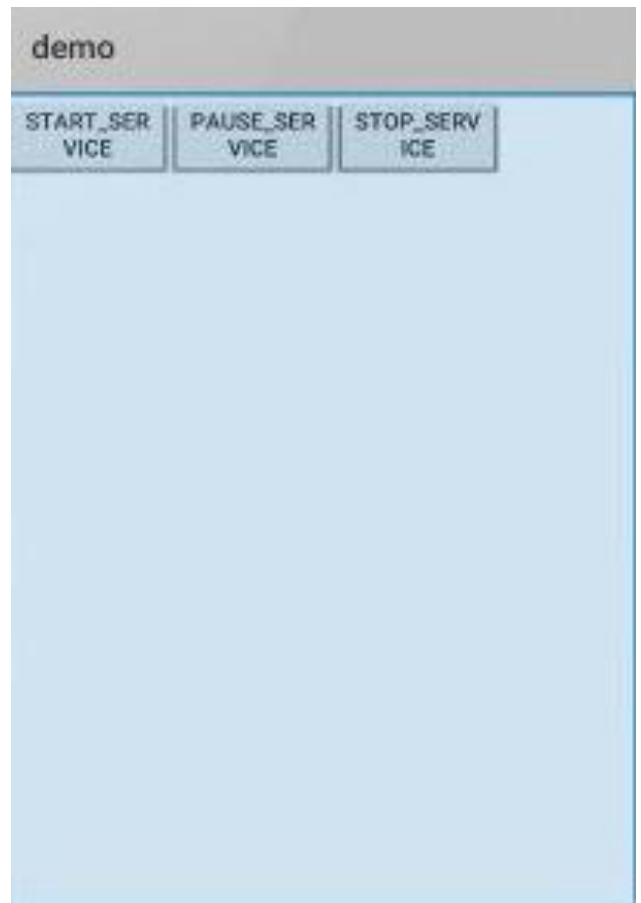 demo
START_SER
VICE
PAUSE_SER
VICE
STOP_SERV
ICE